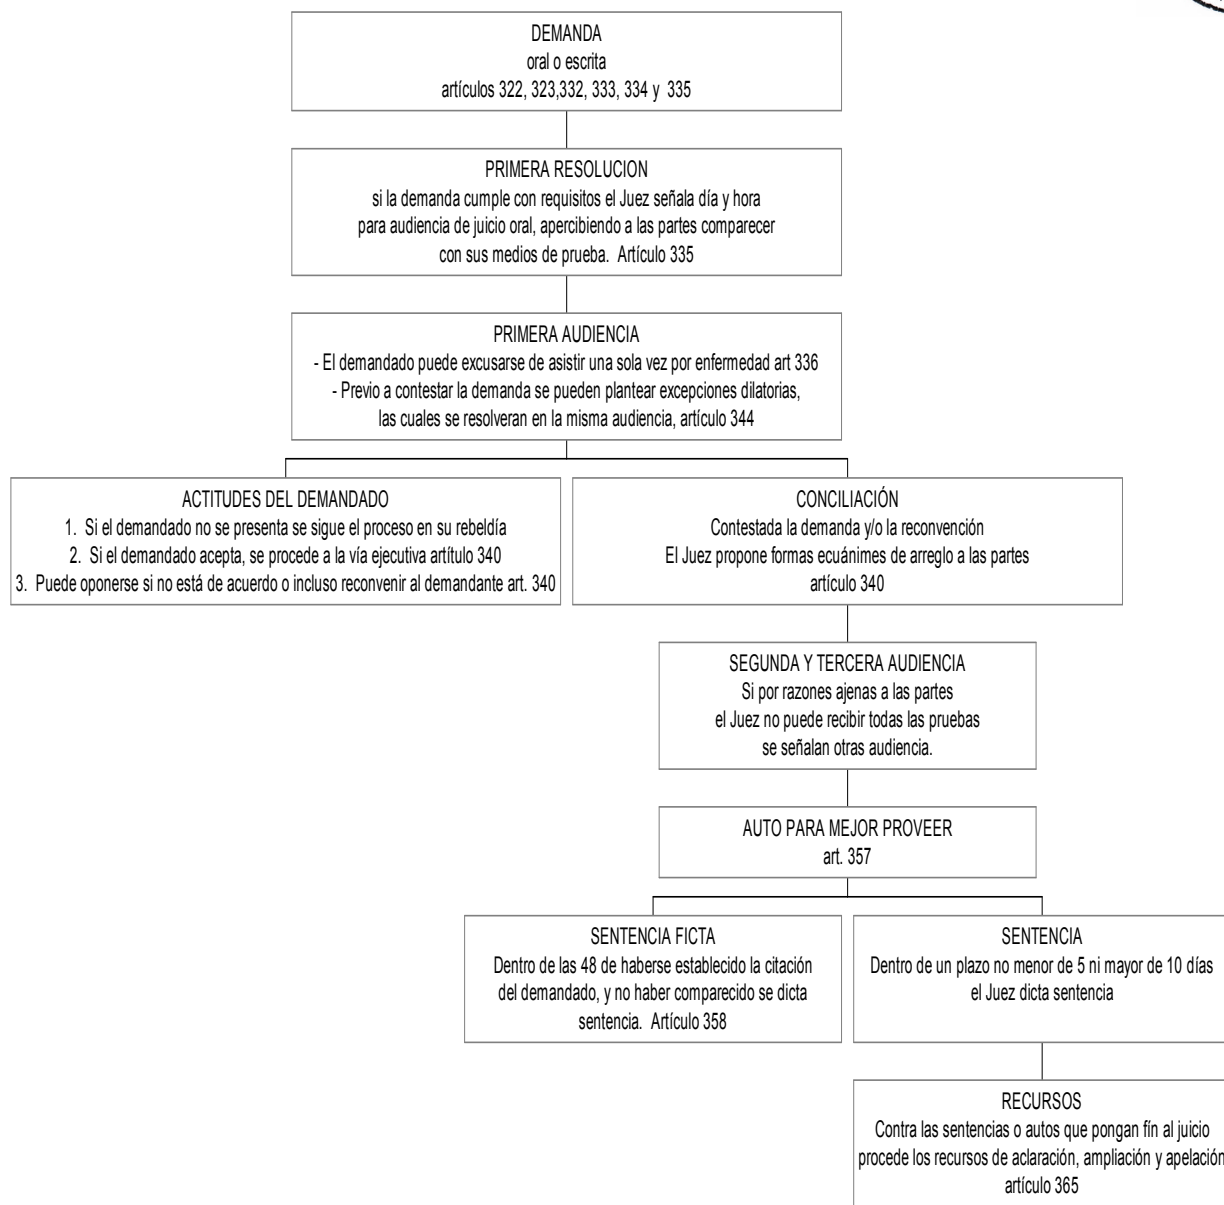 DEMANDA
oral o escrita
artículos 322, 323,332, 333, 334 y 335
PRIMERA RESOLUCION
si la demanda cumple con requisitos el Juez señala día y hora
para audiencia de juicio oral, apercibiendo a las partes comparecer
con sus medios de prueba. Artículo 335
PRIMERA AUDIENCIA
- El demandado puede excusarse de asistir una sola vez por enfermedad art 336
- Previo a contestar la demanda se pueden plantear excepciones dilatorias,
las cuales se resolveran en la misma audiencia, artículo 344
ACTITUDES DEL DEMANDADO
1. Si el demandado no se presenta se sigue el proceso en su rebeldía
2. Si el demandado acepta, se procede a la vía ejecutiva artítulo 340
3. Puede oponerse si no está de acuerdo o incluso reconvenir al demandante art. 340
CONCILIACIÓN
Contestada la demanda y/o la reconvención
El Juez propone formas ecuánimes de arreglo a las partes
artículo 340
SEGUNDA Y TERCERA AUDIENCIA
Si por razones ajenas a las partes
el Juez no puede recibir todas las pruebas
se señalan otras audiencia.
AUTO PARA MEJOR PROVEER
art. 357
SENTENCIA FICTA
Dentro de las 48 de haberse establecido la citación
del demandado, y no haber comparecido se dicta
sentencia. Artículo 358
SENTENCIA
Dentro de un plazo no menor de 5 ni mayor de 10 días
el Juez dicta sentencia
RECURSOS
Contra las sentencias o autos que pongan fín al juicio
procede los recursos de aclaración, ampliación y apelación
artículo 365